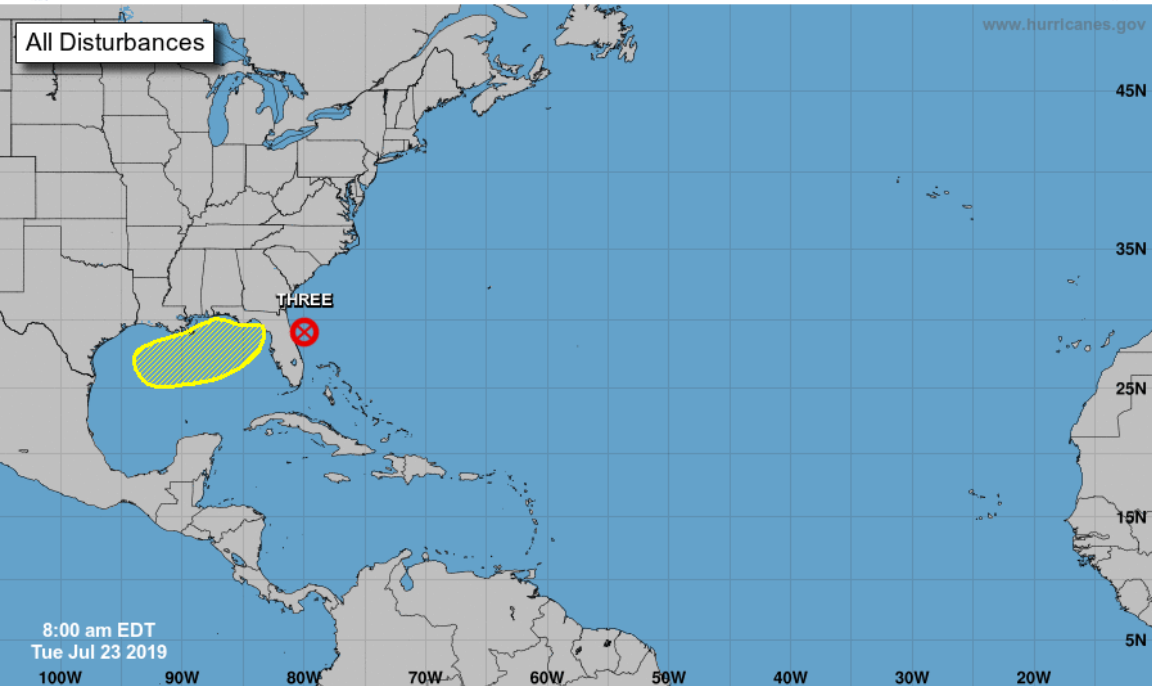 All Disturbances
www.hurricanes.gov
45N
35N
THREE
25N
15N
8:00 am EDT
Tue Jul 23 2019
5N
100W 90W 80W 70W 60W 50W 40W 30W 20W